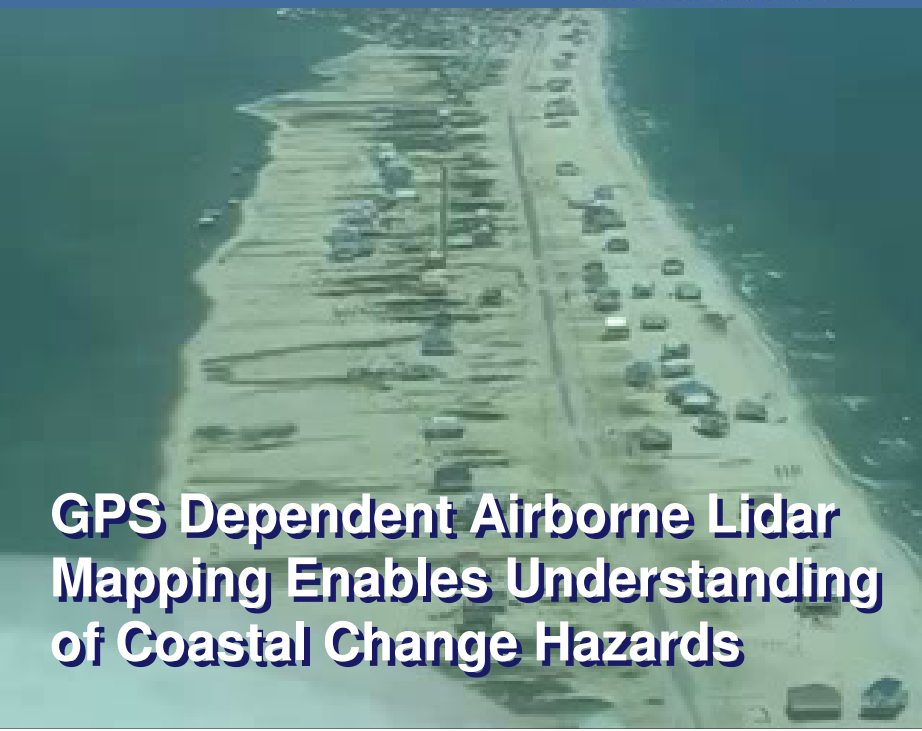 GPS Dependent Airborne Lidar
Mapping Enables Understanding
of Coastal Change Hazards